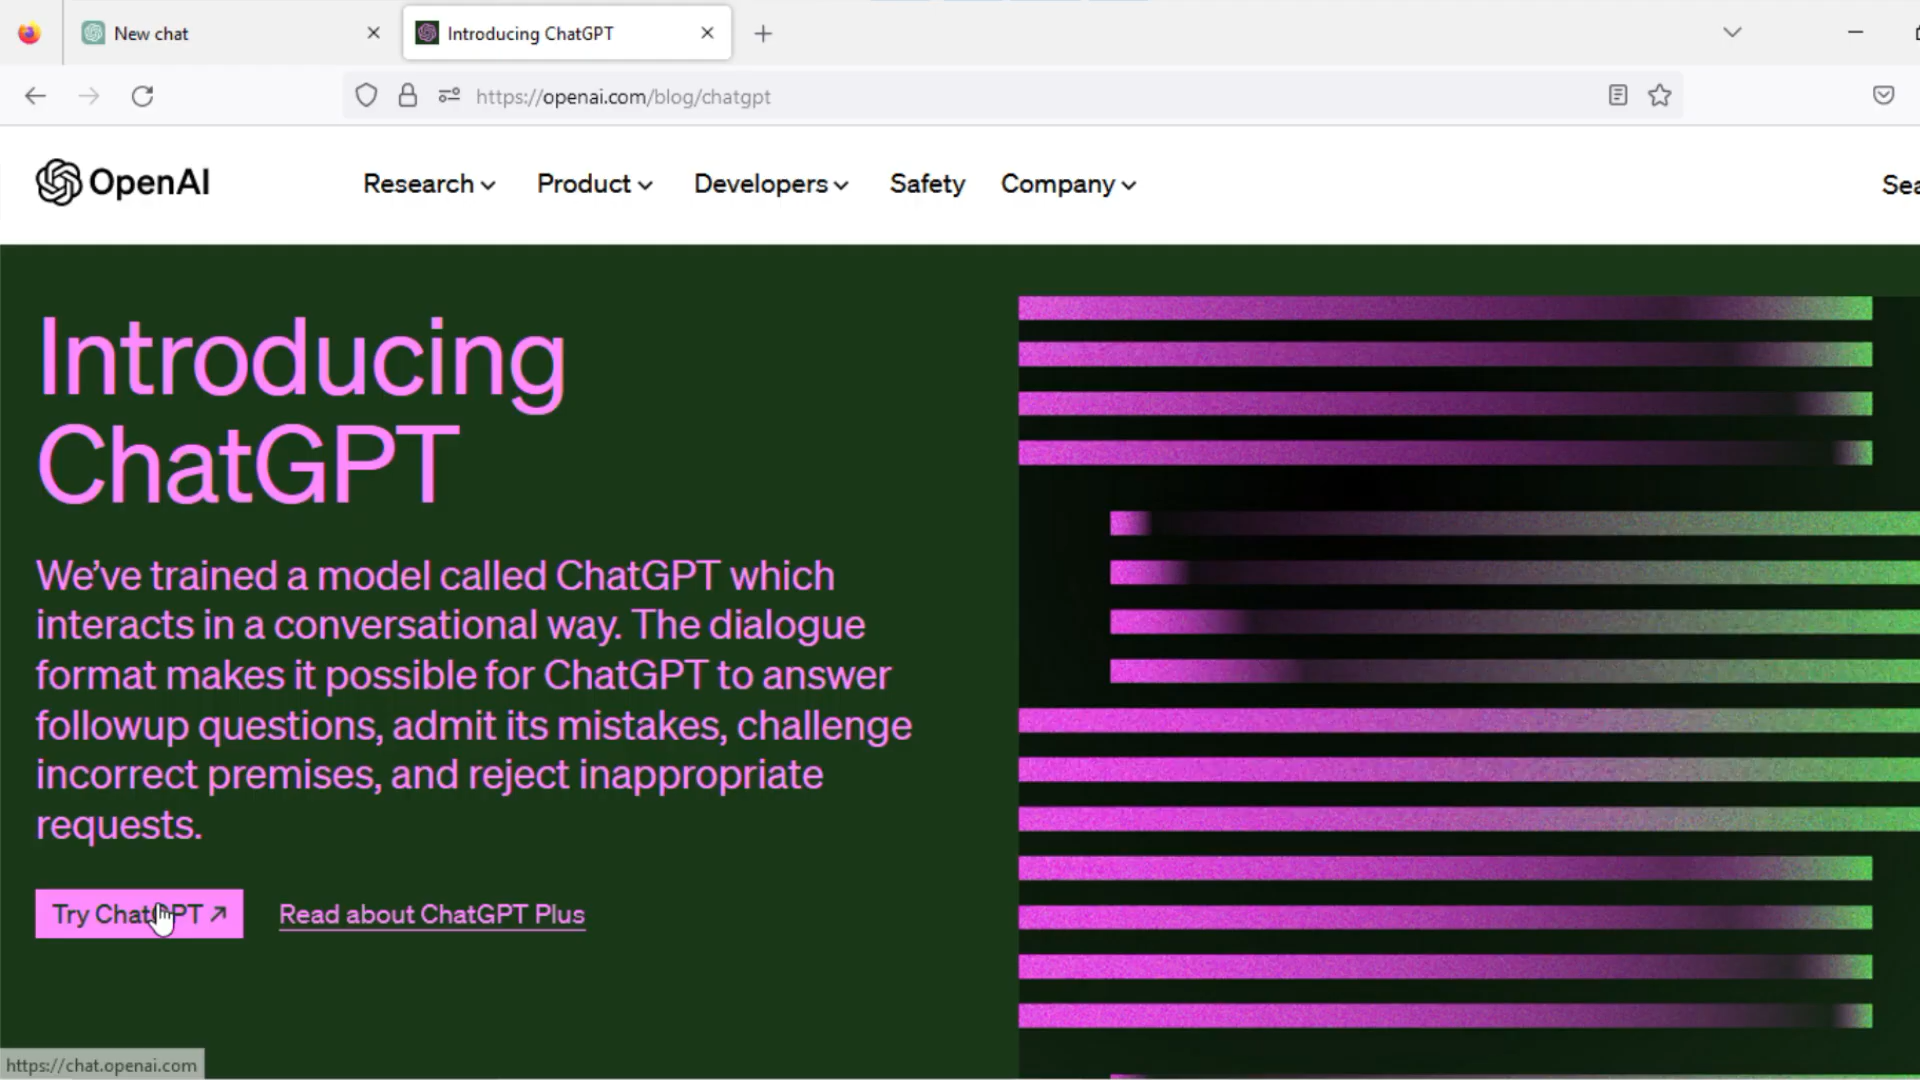 New chat
Introducing ChatGPT
https://openai.com/blog/chatgpt
OpenAI
Research
Product
Developers
Safety
Company
Sea
Introducing
ChatGPT
We’ve trained a model called ChatGPT which
interacts in a conversational way. The dialogue
format makes it possible for ChatGPT to answer
followup questions, admit its mistakes, challenge
incorrect premises, and reject inappropriate
requests.
Try ChatGPT ↗
Read about ChatGPT Plus
https://chat.openai.com